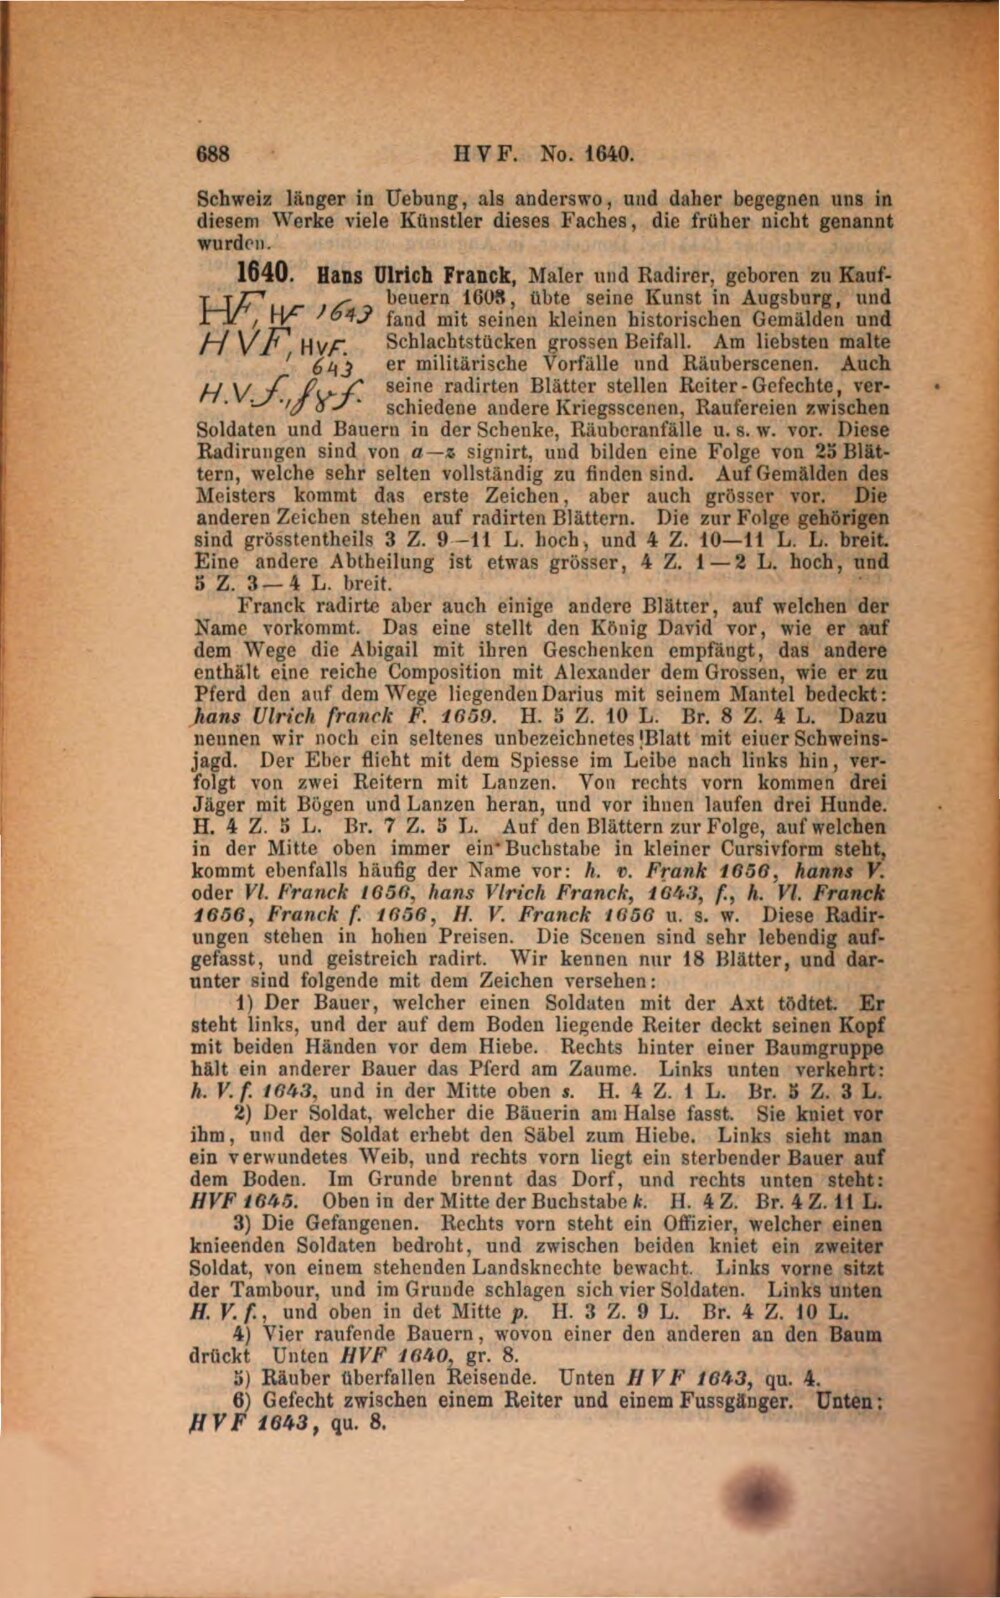 688 HVF. No. 1640.
Schweiz länger in Uebung, als anderswo, und daher begegnen uns in
diesem Werke viele Künstler dieses Faches, die früher nicht genannt
wurden.
1640. Hans Ulrich Franck, Maler und Radirer, geboren zu Kauf-
HF, HF 1643 beuern 1603, übte seine Kunst in Augsburg, und
fand mit seinen kleinen historischen Gemälden und
HVF, HVF. Schlachtstücken grossen Beifall. Am liebsten malte
643 er militärische Vorfälle und Räuberscenen. Auch
H.V.f., seine radirten Blätter stellen Reiter-Gefechte, ver-
schiedene andere Kriegsscenen, Raufereien zwischen
Soldaten und Bauern in der Schenke, Räuberanfälle u. s. w. vor. Diese
Radirungen sind von a—z signirt, und bilden eine Folge von 25 Blät-
tern, welche sehr selten vollständig zu finden sind. Auf Gemälden des
Meisters kommt das erste Zeichen, aber auch grösser vor. Die
anderen Zeichen stehen auf radirten Blättern. Die zur Folge gehörigen
sind grösstentheils 3 Z. 9—11 L. hoch, und 4 Z. 10—11 L. L. breit.
Eine andere Abtheilung ist etwas grösser, 4 Z. 1—2 L. hoch, und
5 Z. 3—4 L. breit.
Franck radirte aber auch einige andere Blätter, auf welchen der
Name vorkommt. Das eine stellt den König David vor, wie er auf
dem Wege die Abigail mit ihren Geschenken empfängt, das andere
enthält eine reiche Composition mit Alexander dem Grossen, wie er zu
Pferd den auf dem Wege liegenden Darius mit seinem Mantel bedeckt:
hans Ulrich franck F. 1659. H. 5 Z. 10 L. Br. 8 Z. 4 L. Dazu
nennen wir noch ein seltenes unbezeichnetes Blatt mit einer Schweins-
jagd. Der Eber flieht mit dem Spiesse im Leibe nach links hin, ver-
folgt von zwei Reitern mit Lanzen. Von rechts vorn kommen drei
Jäger mit Bögen und Lanzen heran, und vor ihnen laufen drei Hunde.
H. 4 Z. 5 L. Br. 7 Z. 5 L. Auf den Blättern zur Folge, auf welchen
in der Mitte oben immer ein Buchstabe in kleiner Cursivform steht,
kommt ebenfalls häufig der Name vor: h. v. Frank 1656, hanns V.
oder Vl. Franck 1656, hans Vlrich Franck, 1643, f., h. Vl. Franck
1656, Franck f. 1656, H. V. Franck 1656 u. s. w. Diese Radir-
ungen stehen in hohen Preisen. Die Scenen sind sehr lebendig auf-
gefasst, und geistreich radirt. Wir kennen nur 18 Blätter, und dar-
unter sind folgende mit dem Zeichen versehen:
1) Der Bauer, welcher einen Soldaten mit der Axt tödtet. Er
steht links, und der auf dem Boden liegende Reiter deckt seinen Kopf
mit beiden Händen vor dem Hiebe. Rechts hinter einer Baumgruppe
hält ein anderer Bauer das Pferd am Zaume. Links unten verkehrt:
h. V. f. 1643, und in der Mitte oben s. H. 4 Z. 1 L. Br. 5 Z. 3 L.
2) Der Soldat, welcher die Bäuerin am Halse fasst. Sie kniet vor
ihm, und der Soldat erhebt den Säbel zum Hiebe. Links sieht man
ein verwundetes Weib, und rechts vorn liegt ein sterbender Bauer auf
dem Boden. Im Grunde brennt das Dorf, und rechts unten steht:
HVF 1645. Oben in der Mitte der Buchstabe k. H. 4 Z. Br. 4 Z. 11 L.
3) Die Gefangenen. Rechts vorn steht ein Offizier, welcher einen
knieenden Soldaten bedroht, und zwischen beiden kniet ein zweiter
Soldat, von einem stehenden Landsknechte bewacht. Links vorne sitzt
der Tambour, und im Grunde schlagen sich vier Soldaten. Links unten
H. V. f., und oben in det Mitte p. H. 3 Z. 9 L. Br. 4 Z. 10 L.
4) Vier raufende Bauern, wovon einer den anderen an den Baum
drückt Unten HVF 1640, gr. 8.
5) Räuber überfallen Reisende. Unten HVF 1643, qu. 4.
6) Gefecht zwischen einem Reiter und einem Fussgänger. Unten:
HVF 1643, qu. 8.